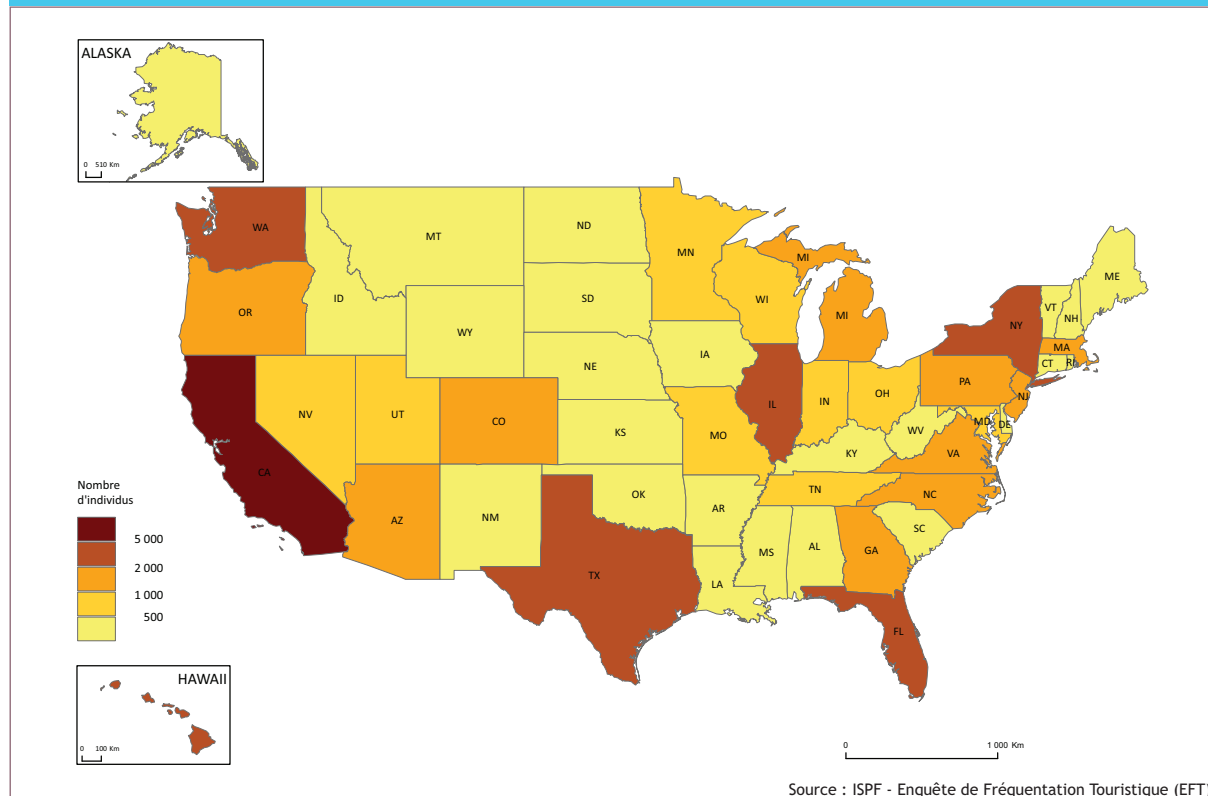 ALASKA
0 510 Km
WA
MT
ND
MN
MI
ME
OR
ID
SD
WI
MI
VT
NH
NY
WY
MA
IA
CT
RI
NE
PA
NJ
NV
UT
CO
IL
IN
OH
MD
DE
KS
MO
WV
KY
VA
CA
Nombre
d'individus
AZ
NM
OK
TN
NC
AR
SC
5 000
MS
AL
GA
2 000
TX
LA
1 000
500
FL
HAWAII
0 100 Km
0 1 000 Km
Source : ISPF - Enquête de Fréquentation Touristique (EFT)